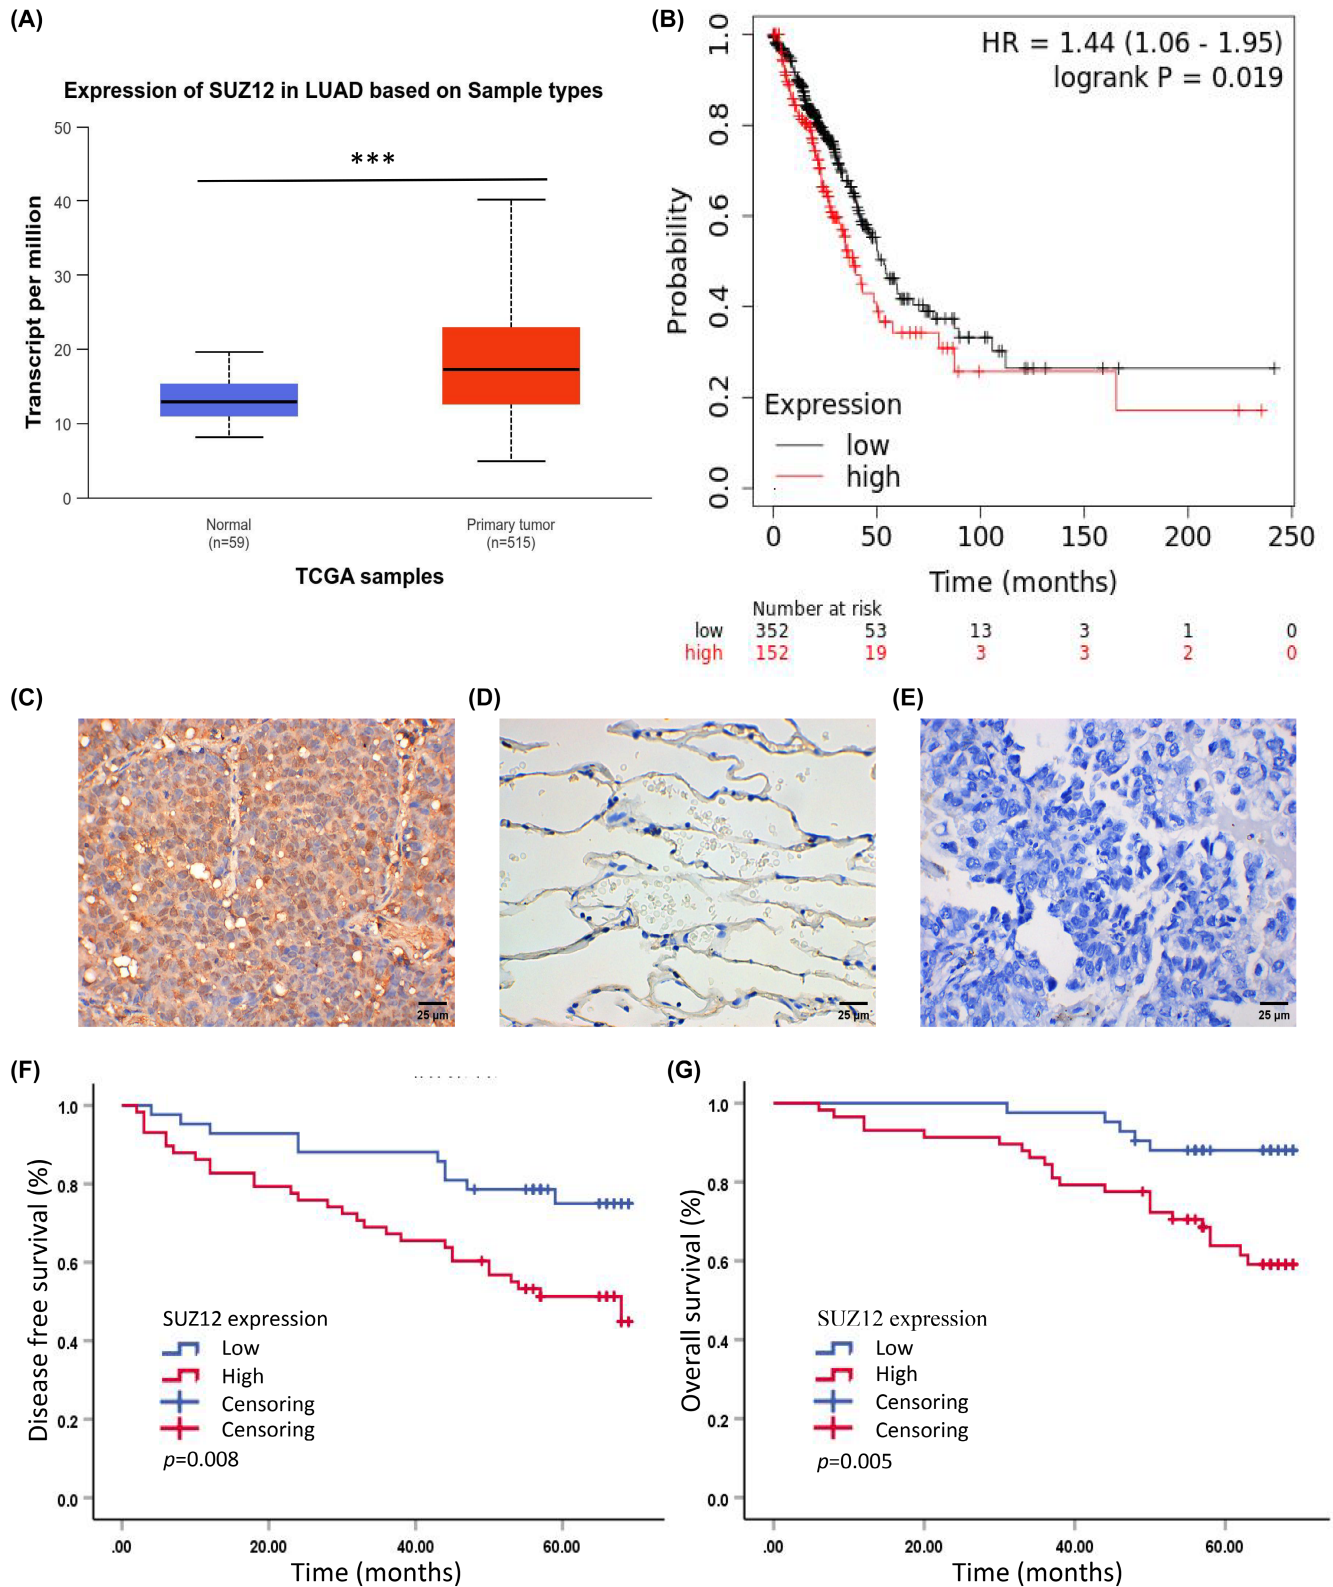 (A)
Expression of SUZ12 in LUAD based on Sample types
***
Transcript per million
50
40
30
20
10
0
Normal
(n=59)
Primary tumor
(n=515)
TCGA samples
(B)
HR = 1.44 (1.06 - 1.95)
logrank P = 0.019
Probability
1.0
0.8
0.6
0.4
0.2
0.0
Expression
low
high
0 50 100 150 200 250
Time (months)
Number at risk
low 352 53 13 3 1 0
high 152 19 3 3 2 0
(C)
25 µm
(D)
25 µm
(E)
25 µm
(F)
Disease free survival (%)
1.0
0.8
0.6
0.4
0.2
0.0
SUZ12 expression
Low
High
Censoring
Censoring
p=0.008
.00 20.00 40.00 60.00
Time (months)
(G)
Overall survival (%)
1.0
0.8
0.6
0.4
0.2
0.0
SUZ12 expression
Low
High
Censoring
Censoring
p=0.005
.00 20.00 40.00 60.00
Time (months)